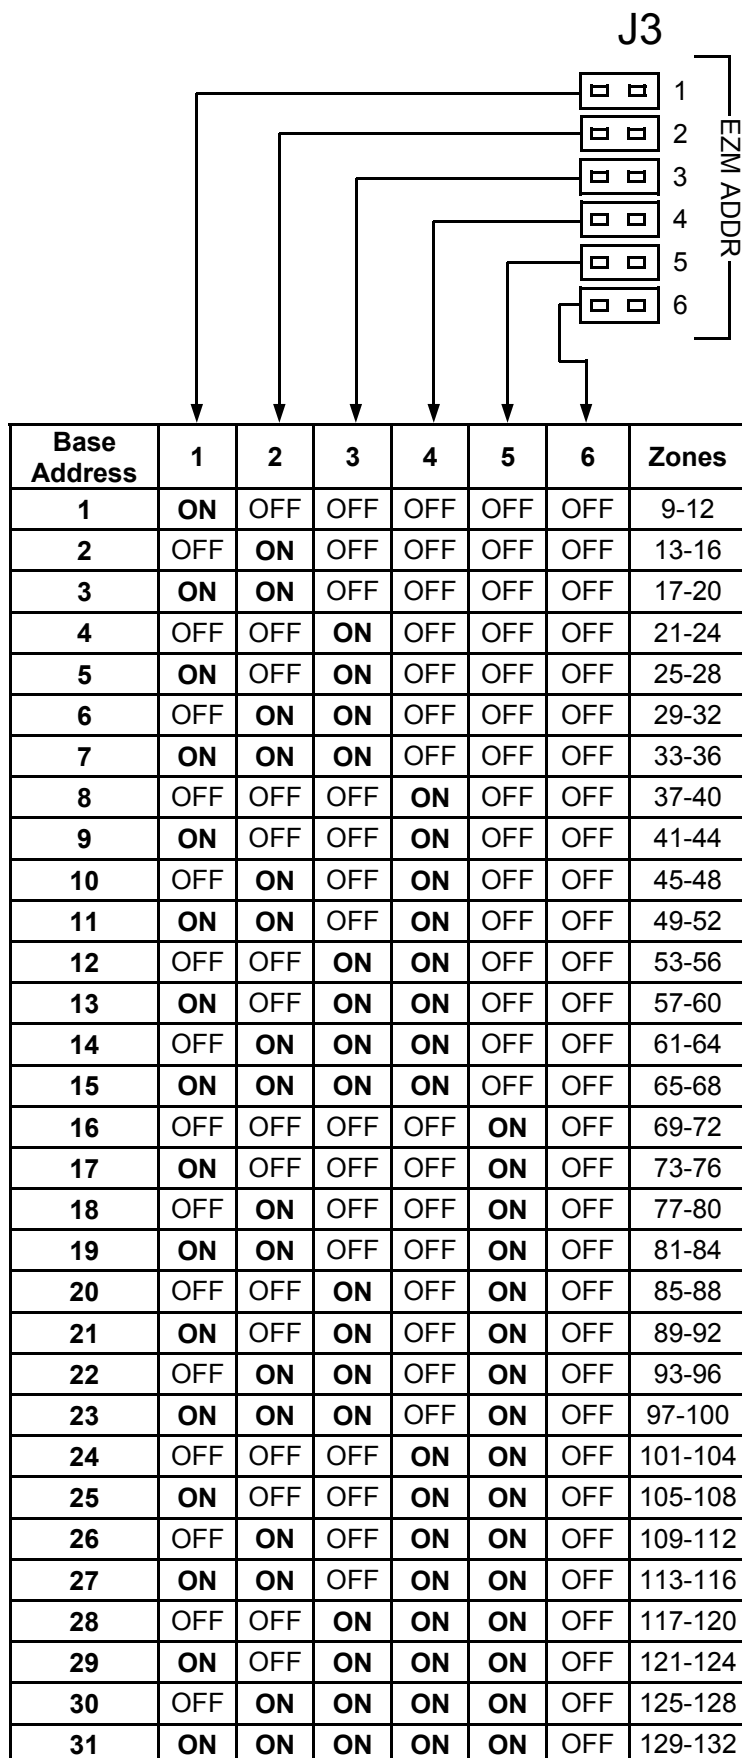 J3
1
2
3
4
5
6
EZM ADDR
Base Address 1 2 3 4 5 6 Zones
1 ON OFF OFF OFF OFF OFF 9-12
2 OFF ON OFF OFF OFF OFF 13-16
3 ON ON OFF OFF OFF OFF 17-20
4 OFF OFF ON OFF OFF OFF 21-24
5 ON OFF ON OFF OFF OFF 25-28
6 OFF ON ON OFF OFF OFF 29-32
7 ON ON ON OFF OFF OFF 33-36
8 OFF OFF OFF ON OFF OFF 37-40
9 ON OFF OFF ON OFF OFF 41-44
10 OFF ON OFF ON OFF OFF 45-48
11 ON ON OFF ON OFF OFF 49-52
12 OFF OFF ON ON OFF OFF 53-56
13 ON OFF ON ON OFF OFF 57-60
14 OFF ON ON ON OFF OFF 61-64
15 ON ON ON ON OFF OFF 65-68
16 OFF OFF OFF OFF ON OFF 69-72
17 ON OFF OFF OFF ON OFF 73-76
18 OFF ON OFF OFF ON OFF 77-80
19 ON ON OFF OFF ON OFF 81-84
20 OFF OFF ON OFF ON OFF 85-88
21 ON OFF ON OFF ON OFF 89-92
22 OFF ON ON OFF ON OFF 93-96
23 ON ON ON OFF ON OFF 97-100
24 OFF OFF OFF ON ON OFF 101-104
25 ON OFF OFF ON ON OFF 105-108
26 OFF ON OFF ON ON OFF 109-112
27 ON ON OFF ON ON OFF 113-116
28 OFF OFF ON ON ON OFF 117-120
29 ON OFF ON ON ON OFF 121-124
30 OFF ON ON ON ON OFF 125-128
31 ON ON ON ON ON OFF 129-132